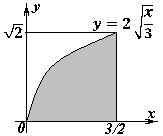 y
y = 2 √(x/3)
√2
0
3/2
x